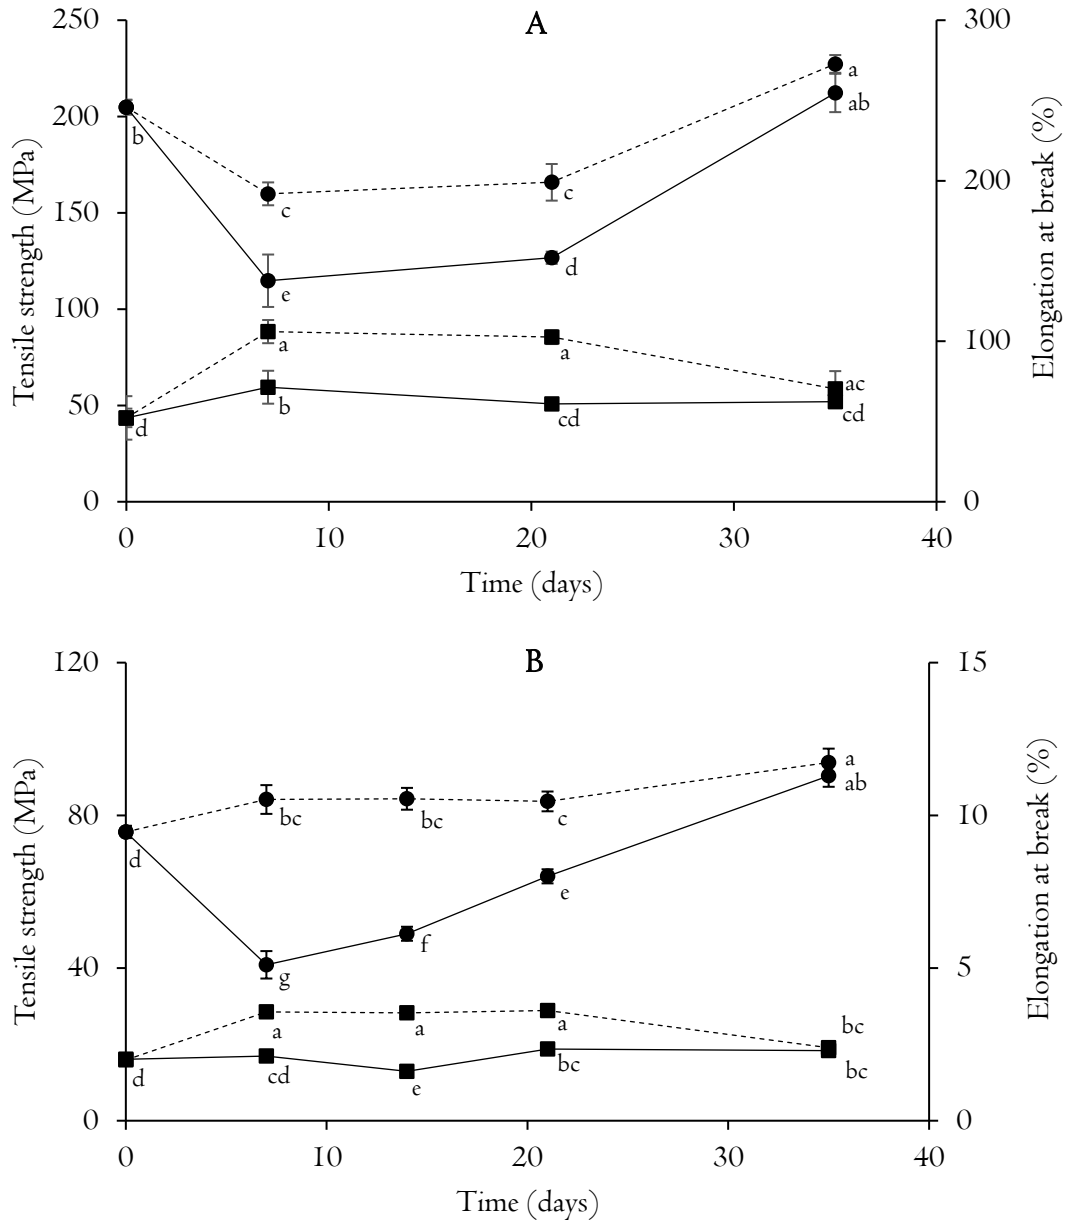 A
250
200
150
100
50
0
300
200
100
0
Tensile strength (MPa)
Elongation at break (%)
b
c
c
a
ab
e
d
a
a
ac
d
b
cd
cd
0
10
20
30
40
Time (days)
B
120
80
40
0
15
10
5
0
Tensile strength (MPa)
Elongation at break (%)
d
bc
bc
c
a
ab
g
f
e
a
a
a
bc
d
cd
e
bc
bc
0
10
20
30
40
Time (days)